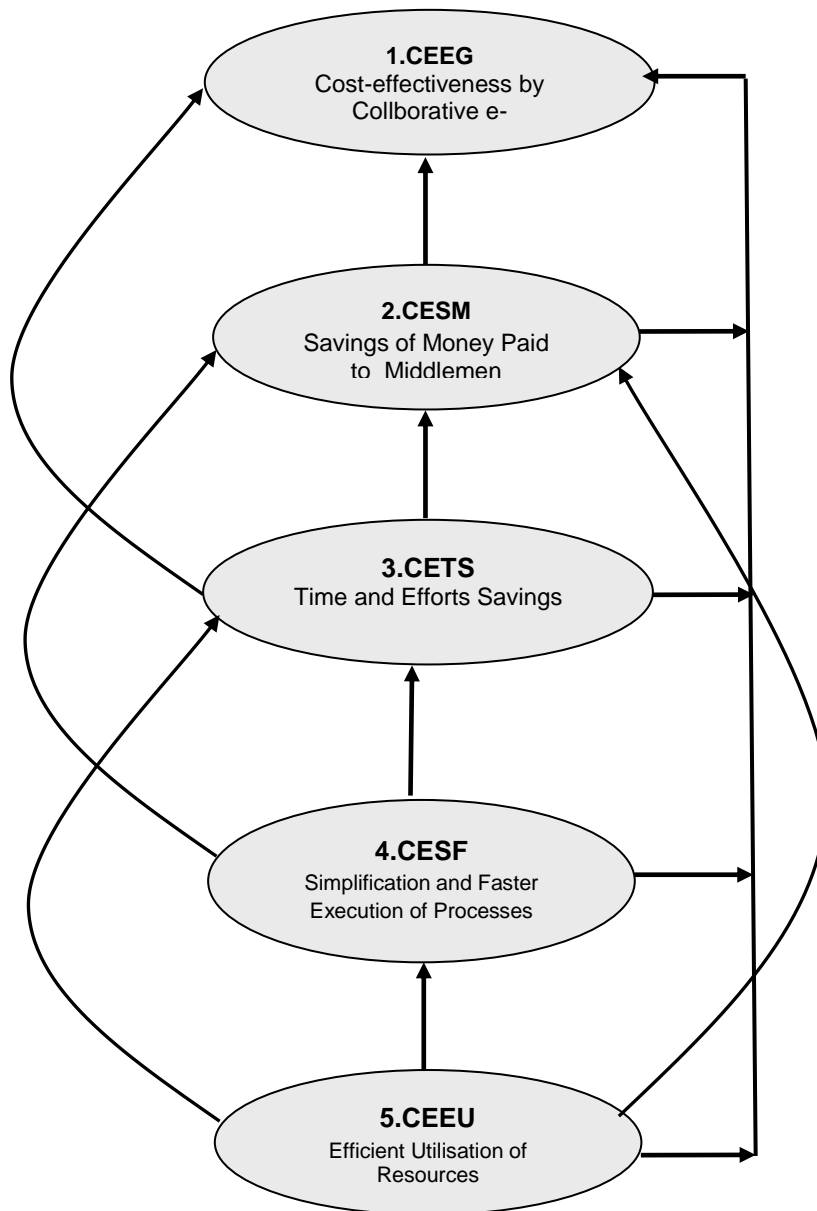 1.CEEG
Cost-effectiveness by
Collborative e-
2.CESM
Savings of Money Paid
to Middlemen
3.CETS
Time and Efforts Savings
4.CESF
Simplification and Faster
Execution of Processes
5.CEEU
Efficient Utilisation of
Resources